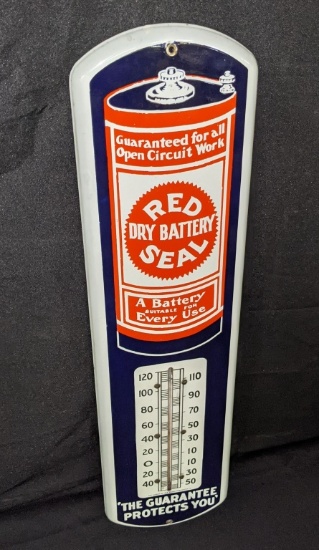 Guaranteed for all
Open Circuit Work
RED
DRY BATTERY
SEAL
A Battery
SUITABLE FOR
Every Use
120 110
100 90
80 70
60 50
40 30
20 10
0 10
20 30
40 50
"THE GUARANTEE
PROTECTS YOU"